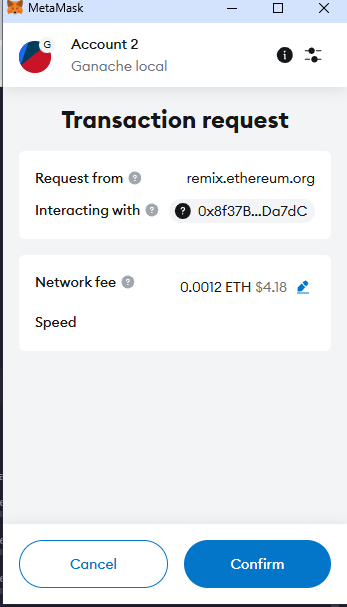 MetaMask
G
Account 2
Ganache local
Transaction request
Request from ? remix.ethereum.org
Interacting with ? ? 0x8f37B...Da7dC
Network fee ? 0.0012 ETH $4.18
Speed
Cancel Confirm